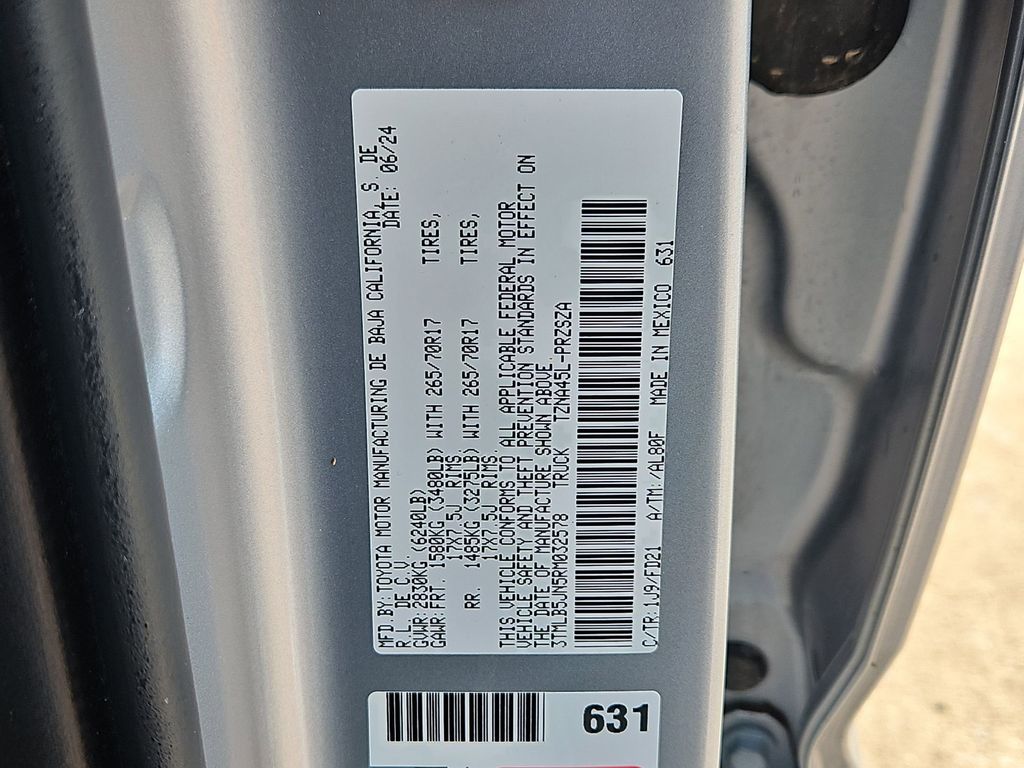 MFD.BY:TOYOTA MOTOR MANUFACTURING DE BAJA CALIFORNIA, S. DE
R.L. DE C.V. DATE: 06/24
GVWR:2830KG (6240LB)
GAWR:FRT. 1580KG (3480LB) WITH 265/70R17 TIRES,
17X7.5J RIMS.
RR. 1485KG (3275LB) WITH 265/70R17 TIRES,
17X7.5J RIMS.
THIS VEHICLE CONFORMS TO ALL APPLICABLE FEDERAL MOTOR
VEHICLE SAFETY AND THEFT PREVENTION STANDARDS IN EFFECT ON
THE DATE OF MANUFACTURE SHOWN ABOVE.
3TMLB5JN5RM032578 TRUCK TZNA45L-PRZSZA
C/TR:1J9/FD21 A/TM:/AL80F MADE IN MEXICO 631
631